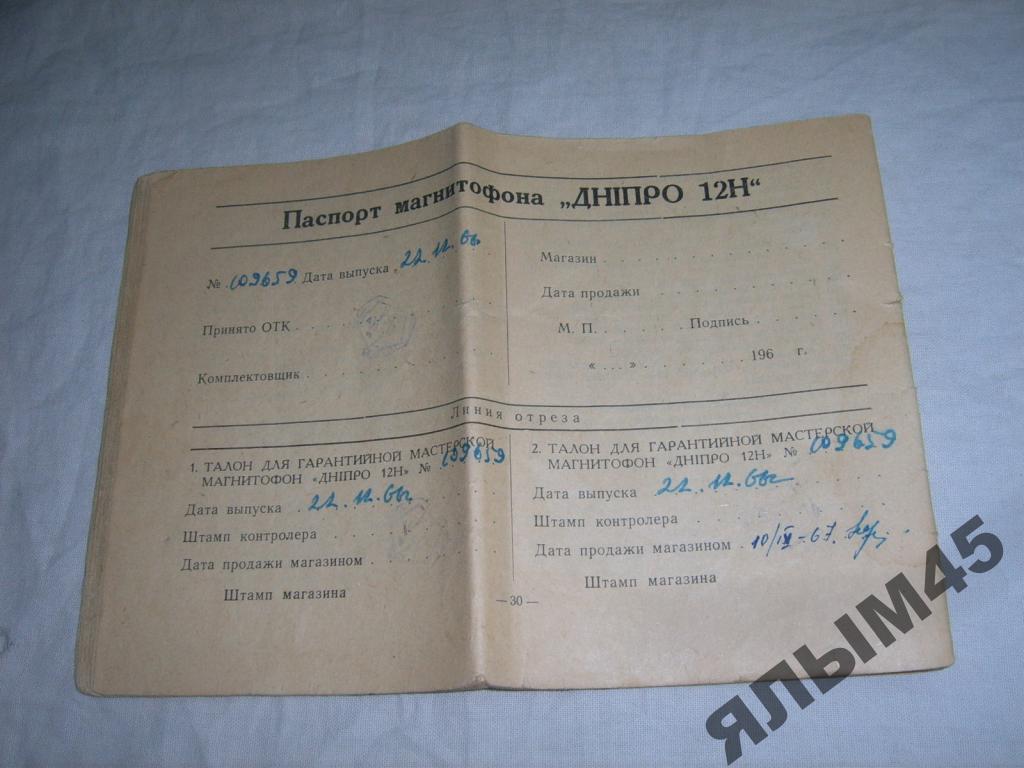 Паспорт магнитофона „ДНІПРО 12Н“
№ 009659 Дата выпуска „22.12.66г
Принято ОТК
Комплектовщик
Магазин
Дата продажи
М. П. Подпись
« ... » 196 г.
Линия отреза
1. ТАЛОН ДЛЯ ГАРАНТИЙНОЙ МАСТЕРСКОЙ
МАГНИТОФОН «ДНІПРО 12Н» № 009659
Дата выпуска 22.12.66г
Штамп контролера
Дата продажи магазином
Штамп магазина
2. ТАЛОН ДЛЯ ГАРАНТИЙНОЙ МАСТЕРСКОЙ
МАГНИТОФОН «ДНІПРО 12Н» № 009659
Дата выпуска 22.12.66г
Штамп контролера
Дата продажи магазином 10/IV-67.
Штамп магазина
— 30 —
ЯЛЫМ45